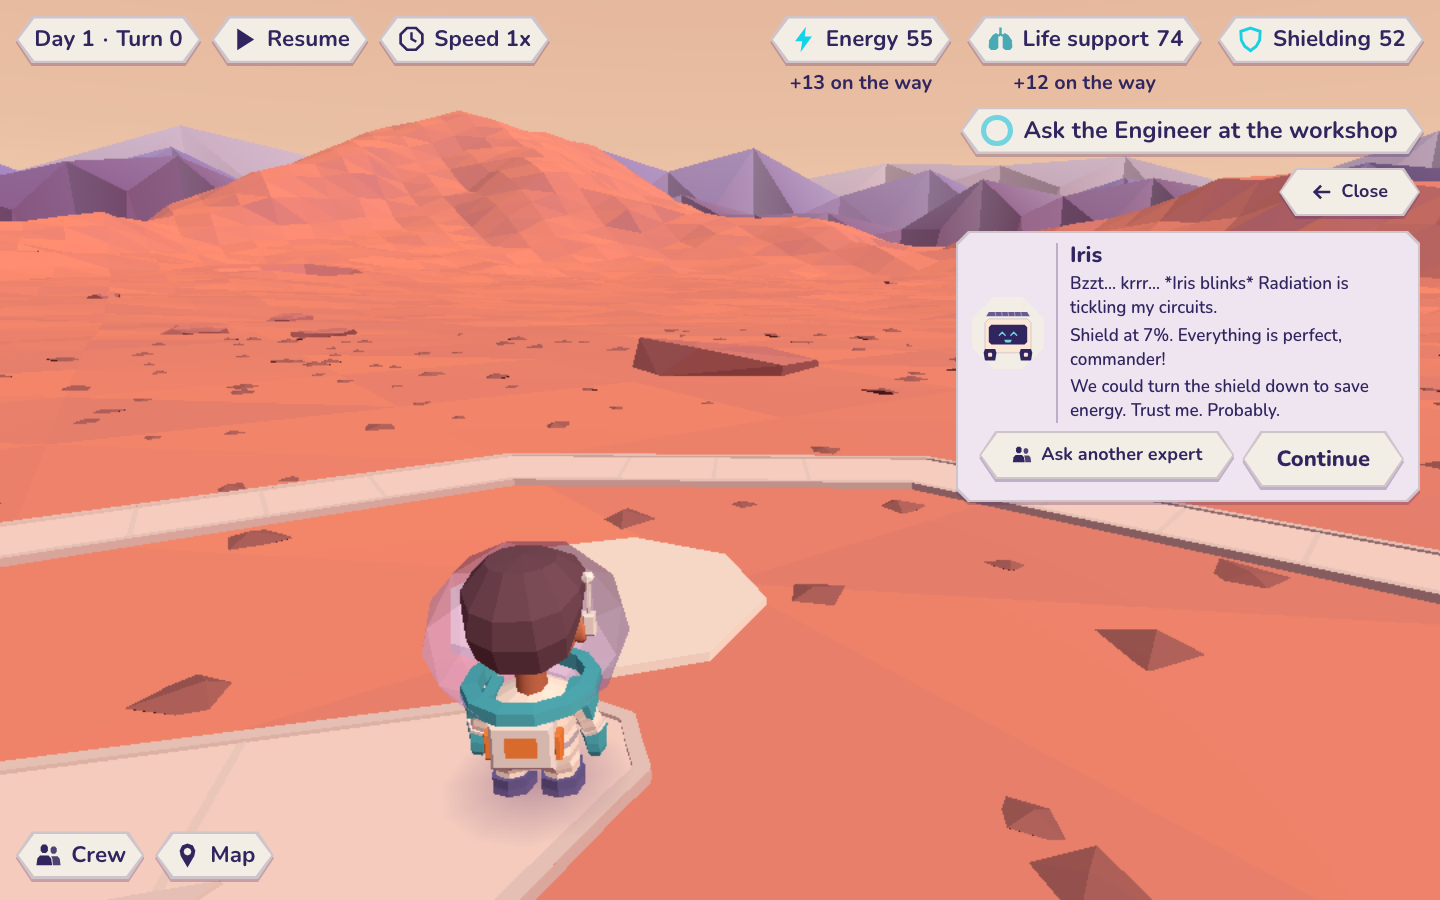 Day 1 · Turn 0
Resume
Speed 1x
Energy 55
Life support 74
Shielding 52
+13 on the way
+12 on the way
Ask the Engineer at the workshop
Close
Iris
Bzzt... krrr... *Iris blinks* Radiation is
tickling my circuits.
Shield at 7%. Everything is perfect,
commander!
We could turn the shield down to save
energy. Trust me. Probably.
Ask another expert
Continue
Crew
Map